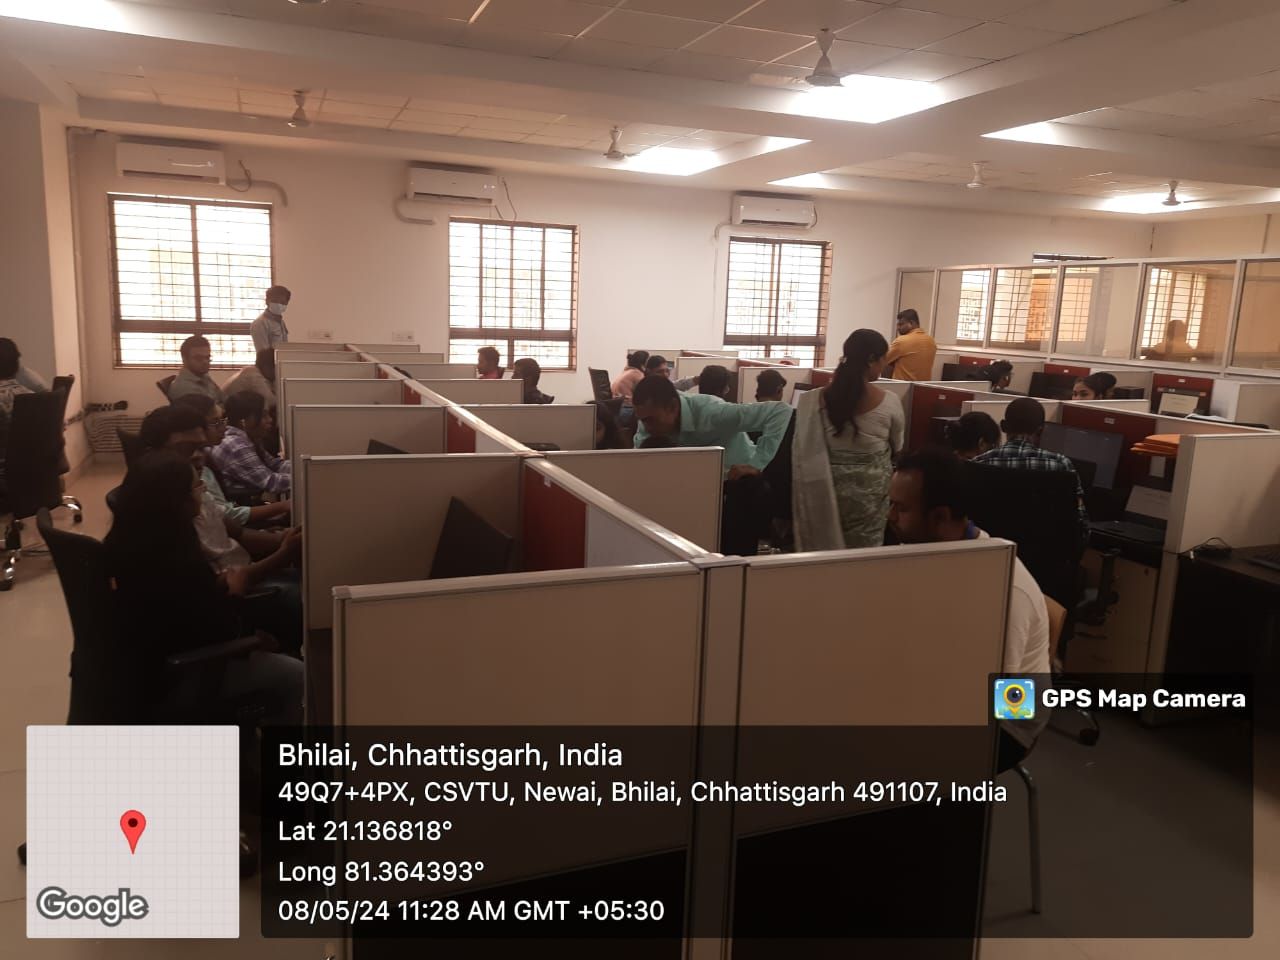 GPS Map Camera
Bhilai, Chhattisgarh, India
49Q7+4PX, CSVTU, Newai, Bhilai, Chhattisgarh 491107, India
Lat 21.136818°
Long 81.364393°
08/05/24 11:28 AM GMT +05:30
Google